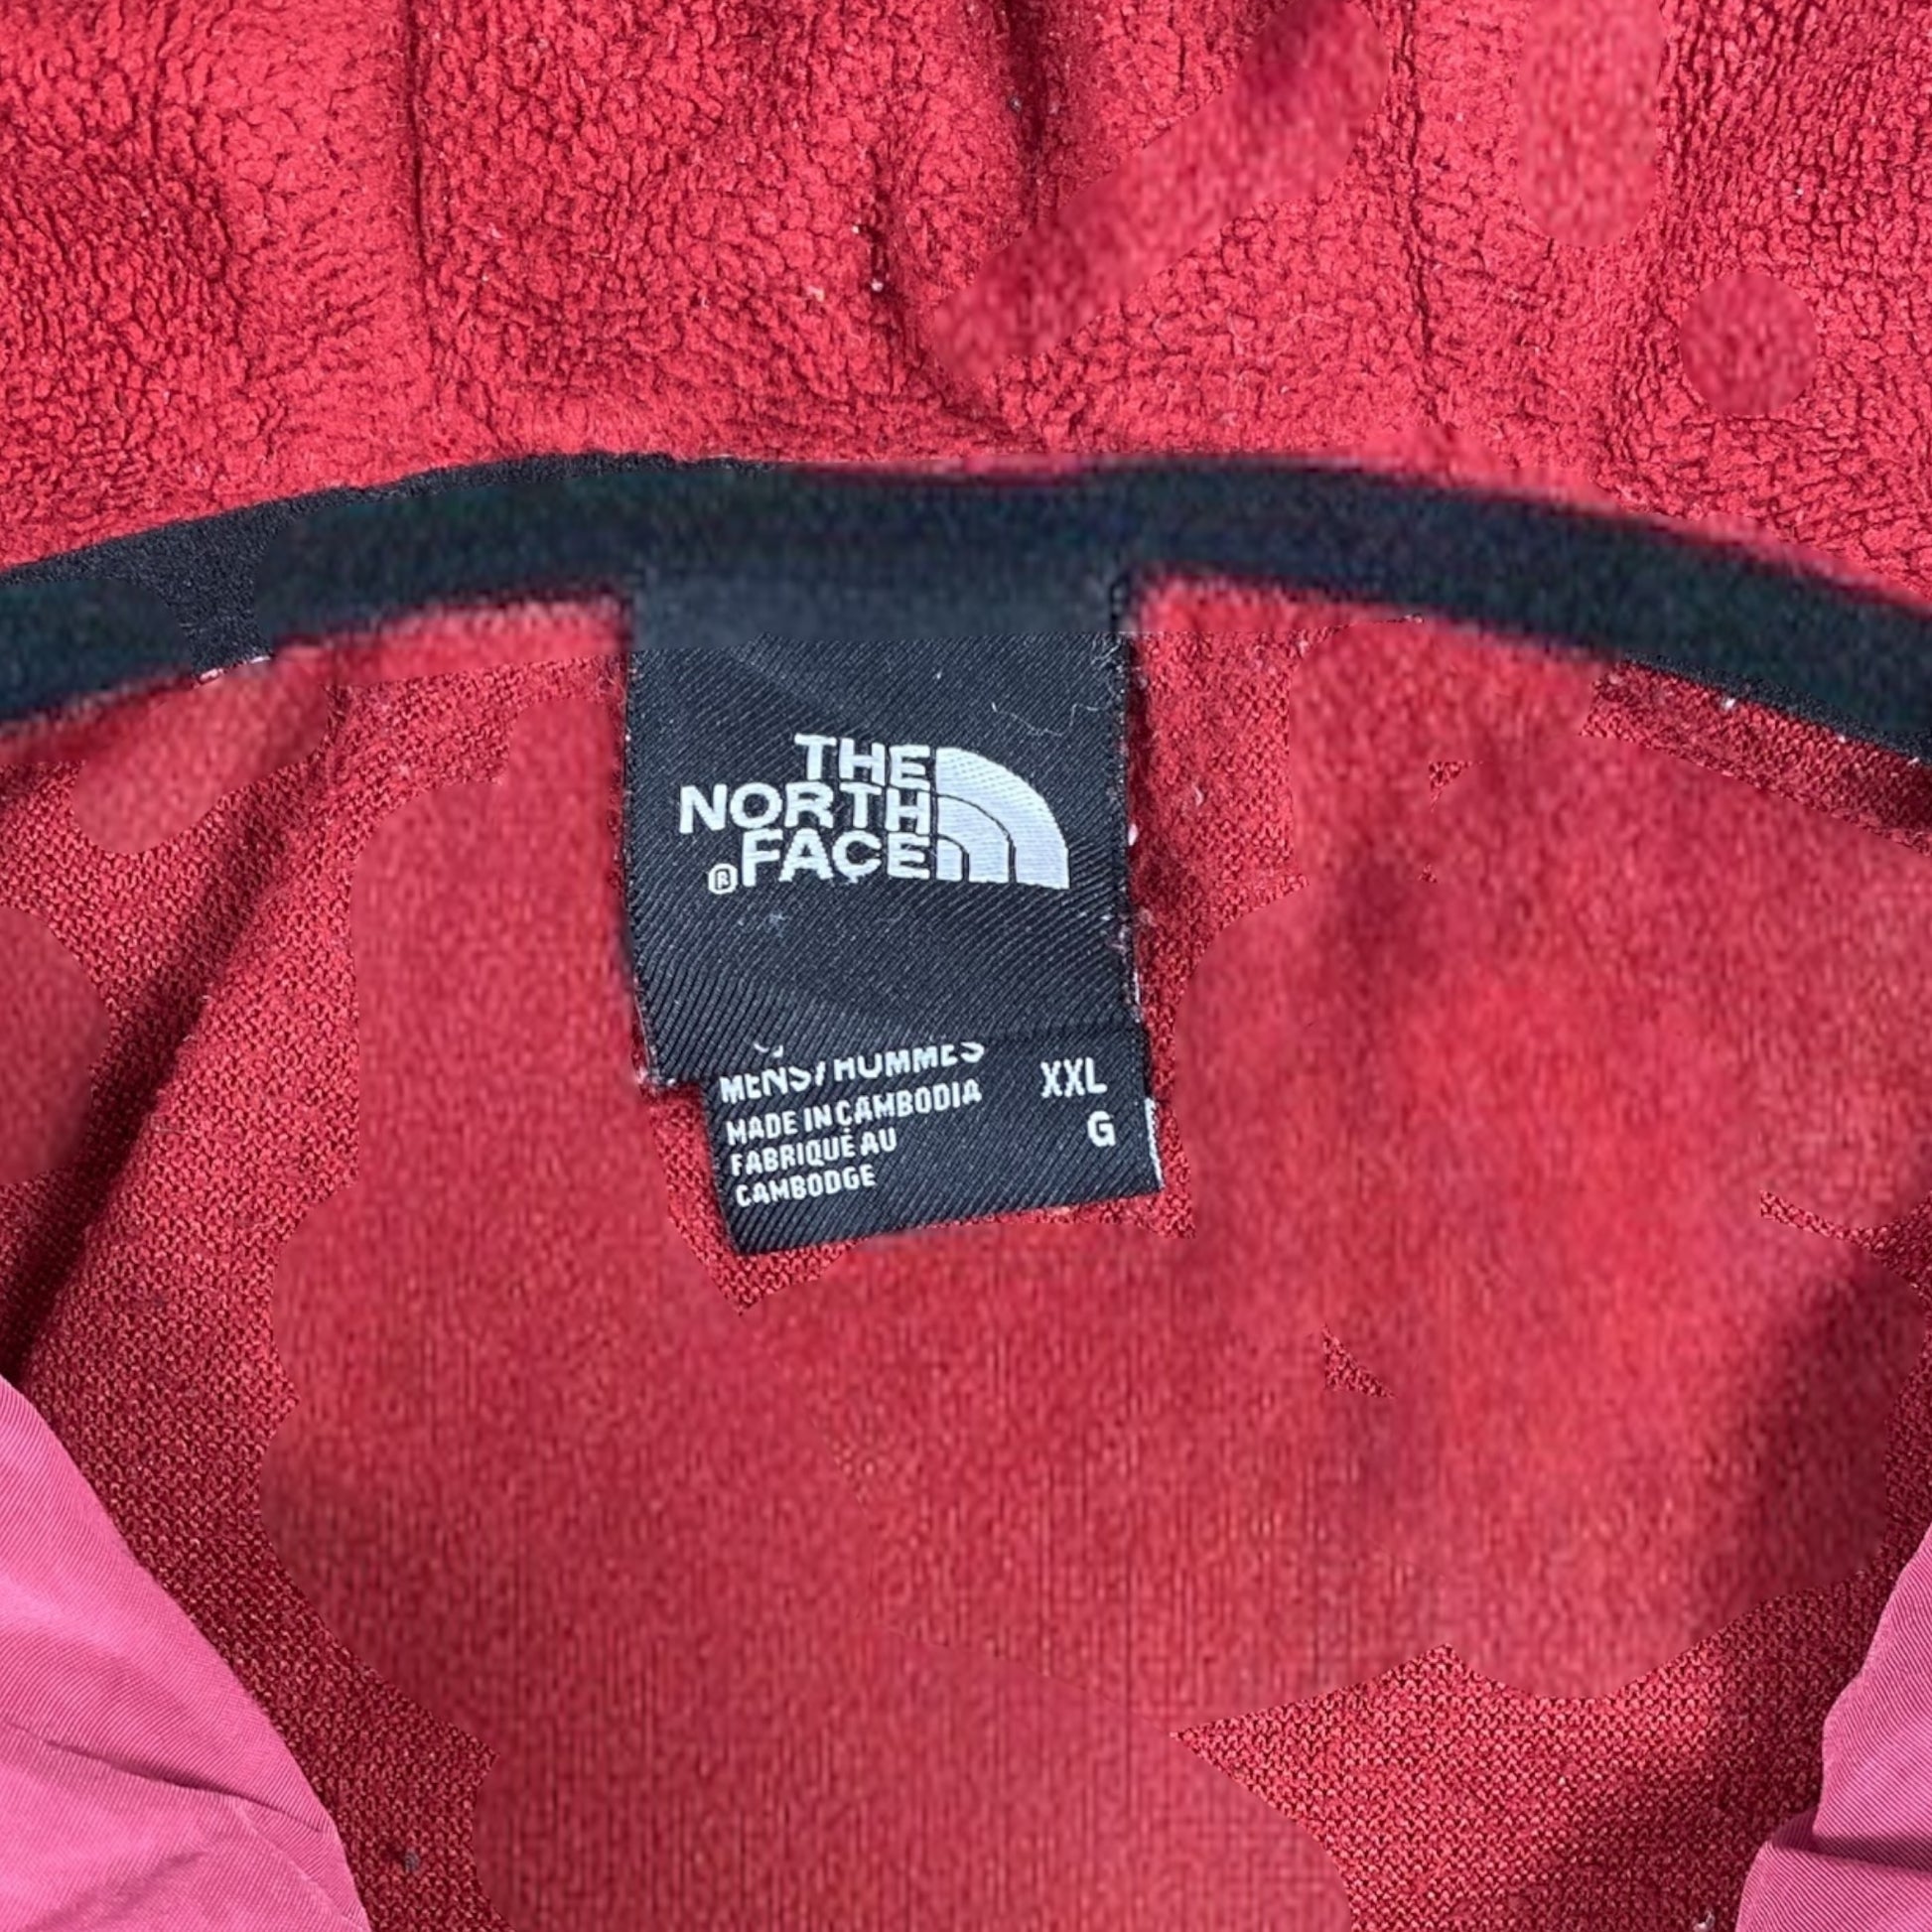 THE
NORTH
® FACE
MENS / HOMMES XXL
MADE IN CAMBODIA G
FABRIQUÉ AU
CAMBODGE